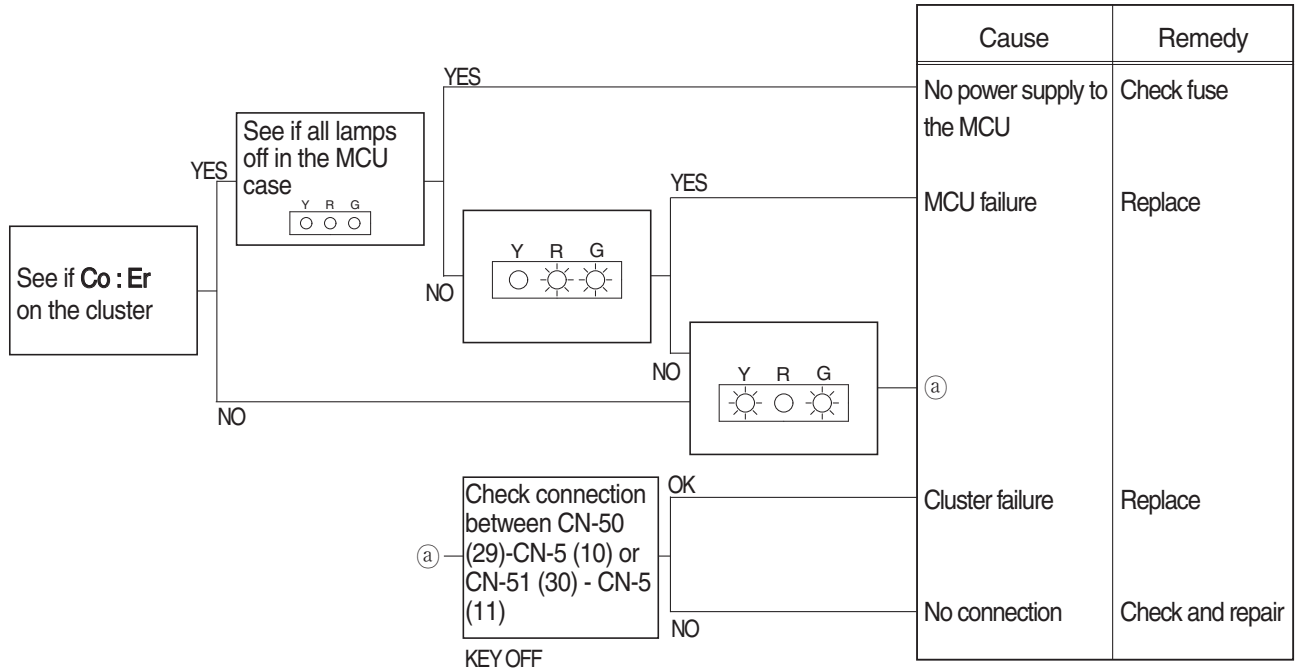 Cause Remedy
YES
No power supply to Check fuse
the MCU
See if all lamps
off in the MCU
case
Y R G
YES
YES
MCU failure Replace
See if Co : Er
on the cluster
Y R G
NO
NO
Y R G
ⓐ
NO
Check connection
between CN-50
(29)-CN-5 (10) or
CN-51 (30) - CN-5
(11)
ⓐ
OK
Cluster failure Replace
NO
No connection Check and repair
KEY OFF